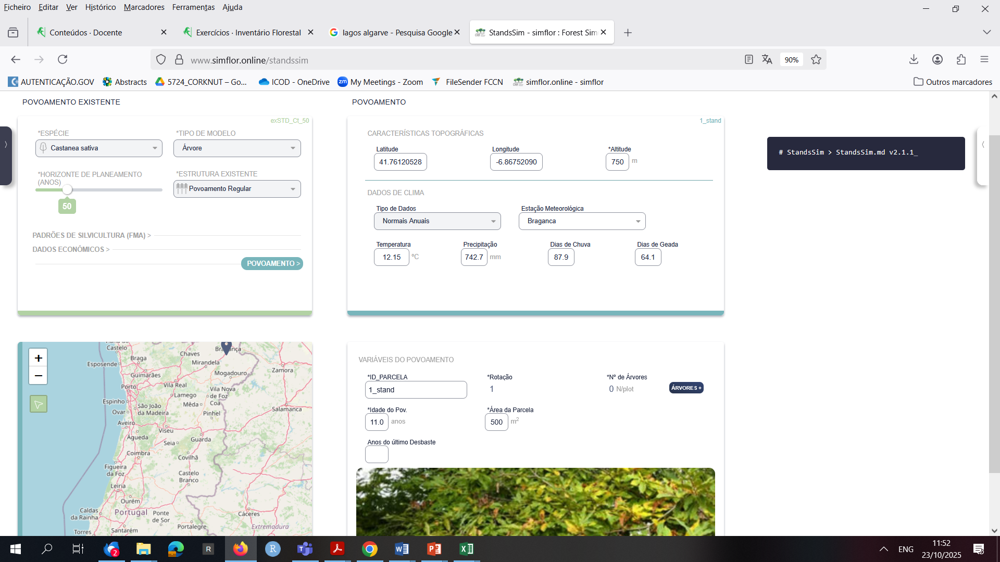 Ficheiro Editar Ver Histórico Marcadores Ferramentas Ajuda
Conteúdos · Docente
Exercícios · Inventário Florestal
lagos algarve - Pesquisa Google
StandsSim - simflor : Forest Sim
www.simflor.online/standssim
90%
AUTENTICAÇÃO.GOV
Abstracts
5724_CORKNUT – Go...
ICOD - OneDrive
zm My Meetings - Zoom
FileSender FCCN
simflor.online - simflor
Outros marcadores
POVOAMENTO EXISTENTE
exSTD_Ct_50
*ESPÉCIE
*TIPO DE MODELO
Castanea sativa
Árvore
*HORIZONTE DE PLANEAMENTO
(ANOS)
*ESTRUTURA EXISTENTE
Povoamento Regular
50
PADRÕES DE SILVICULTURA (FMA) >
DADOS ECONÓMICOS >
POVOAMENTO >
POVOAMENTO
1_stand
CARACTERÍSTICAS TOPOGRÁFICAS
Latitude
Longitude
*Altitude
41.76120528
-6.86752090
750 m
DADOS DE CLIMA
Tipo de Dados
Estação Meteorológica
Normais Anuais
Braganca
Temperatura
Precipitação
Dias de Chuva
Dias de Geada
12.15 ºC
742.7 mm
87.9
64.1
# StandsSim > StandsSim.md v2.1.1_
+
−
Castelo
Bragança
Chaves
Braga
Mirandela
Esposende
Guimarães
Mogadouro
Zamora
Porto
Vila Real
Vila Nova
de Foz
Coa
Lamego
Espinho
São João
da Madeira
Mêda
Salamanca
Ovar
Pinhel
Aveiro
Viseu
Águeda
Seia
Guarda
Coimbra
Covilhã
Figueira
da Foz
Castelo
Branco
Leiria
Ourém
Caldas
da Rainha
Portugal
Ponte
de Sor
Cáceres
Portalegre
Extremadura
Torres
Santarém
VARIÁVEIS DO POVOAMENTO
*ID_PARCELA
*Rotação
*Nº de Árvores
1_stand
1
0 N/plot
ÁRVORES +
*Idade do Pov.
*Área da Parcela
11.0 anos
500 m2
Anos do último Desbaste
2
R
R
ENG
11:52
23/10/2025